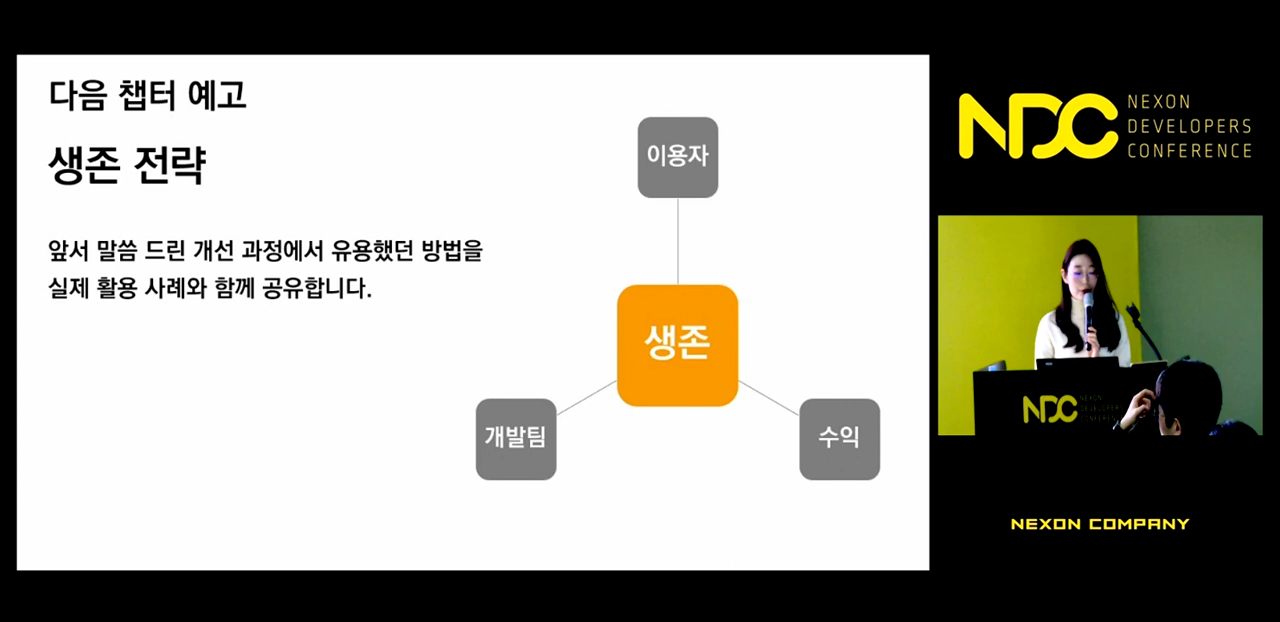 다음 챕터 예고
생존 전략
앞서 말씀 드린 개선 과정에서 유용했던 방법을
실제 활용 사례와 함께 공유합니다.
이용자
생존
개발팀
수익
NDC
NEXON
DEVELOPERS
CONFERENCE
NDC
NEXON COMPANY